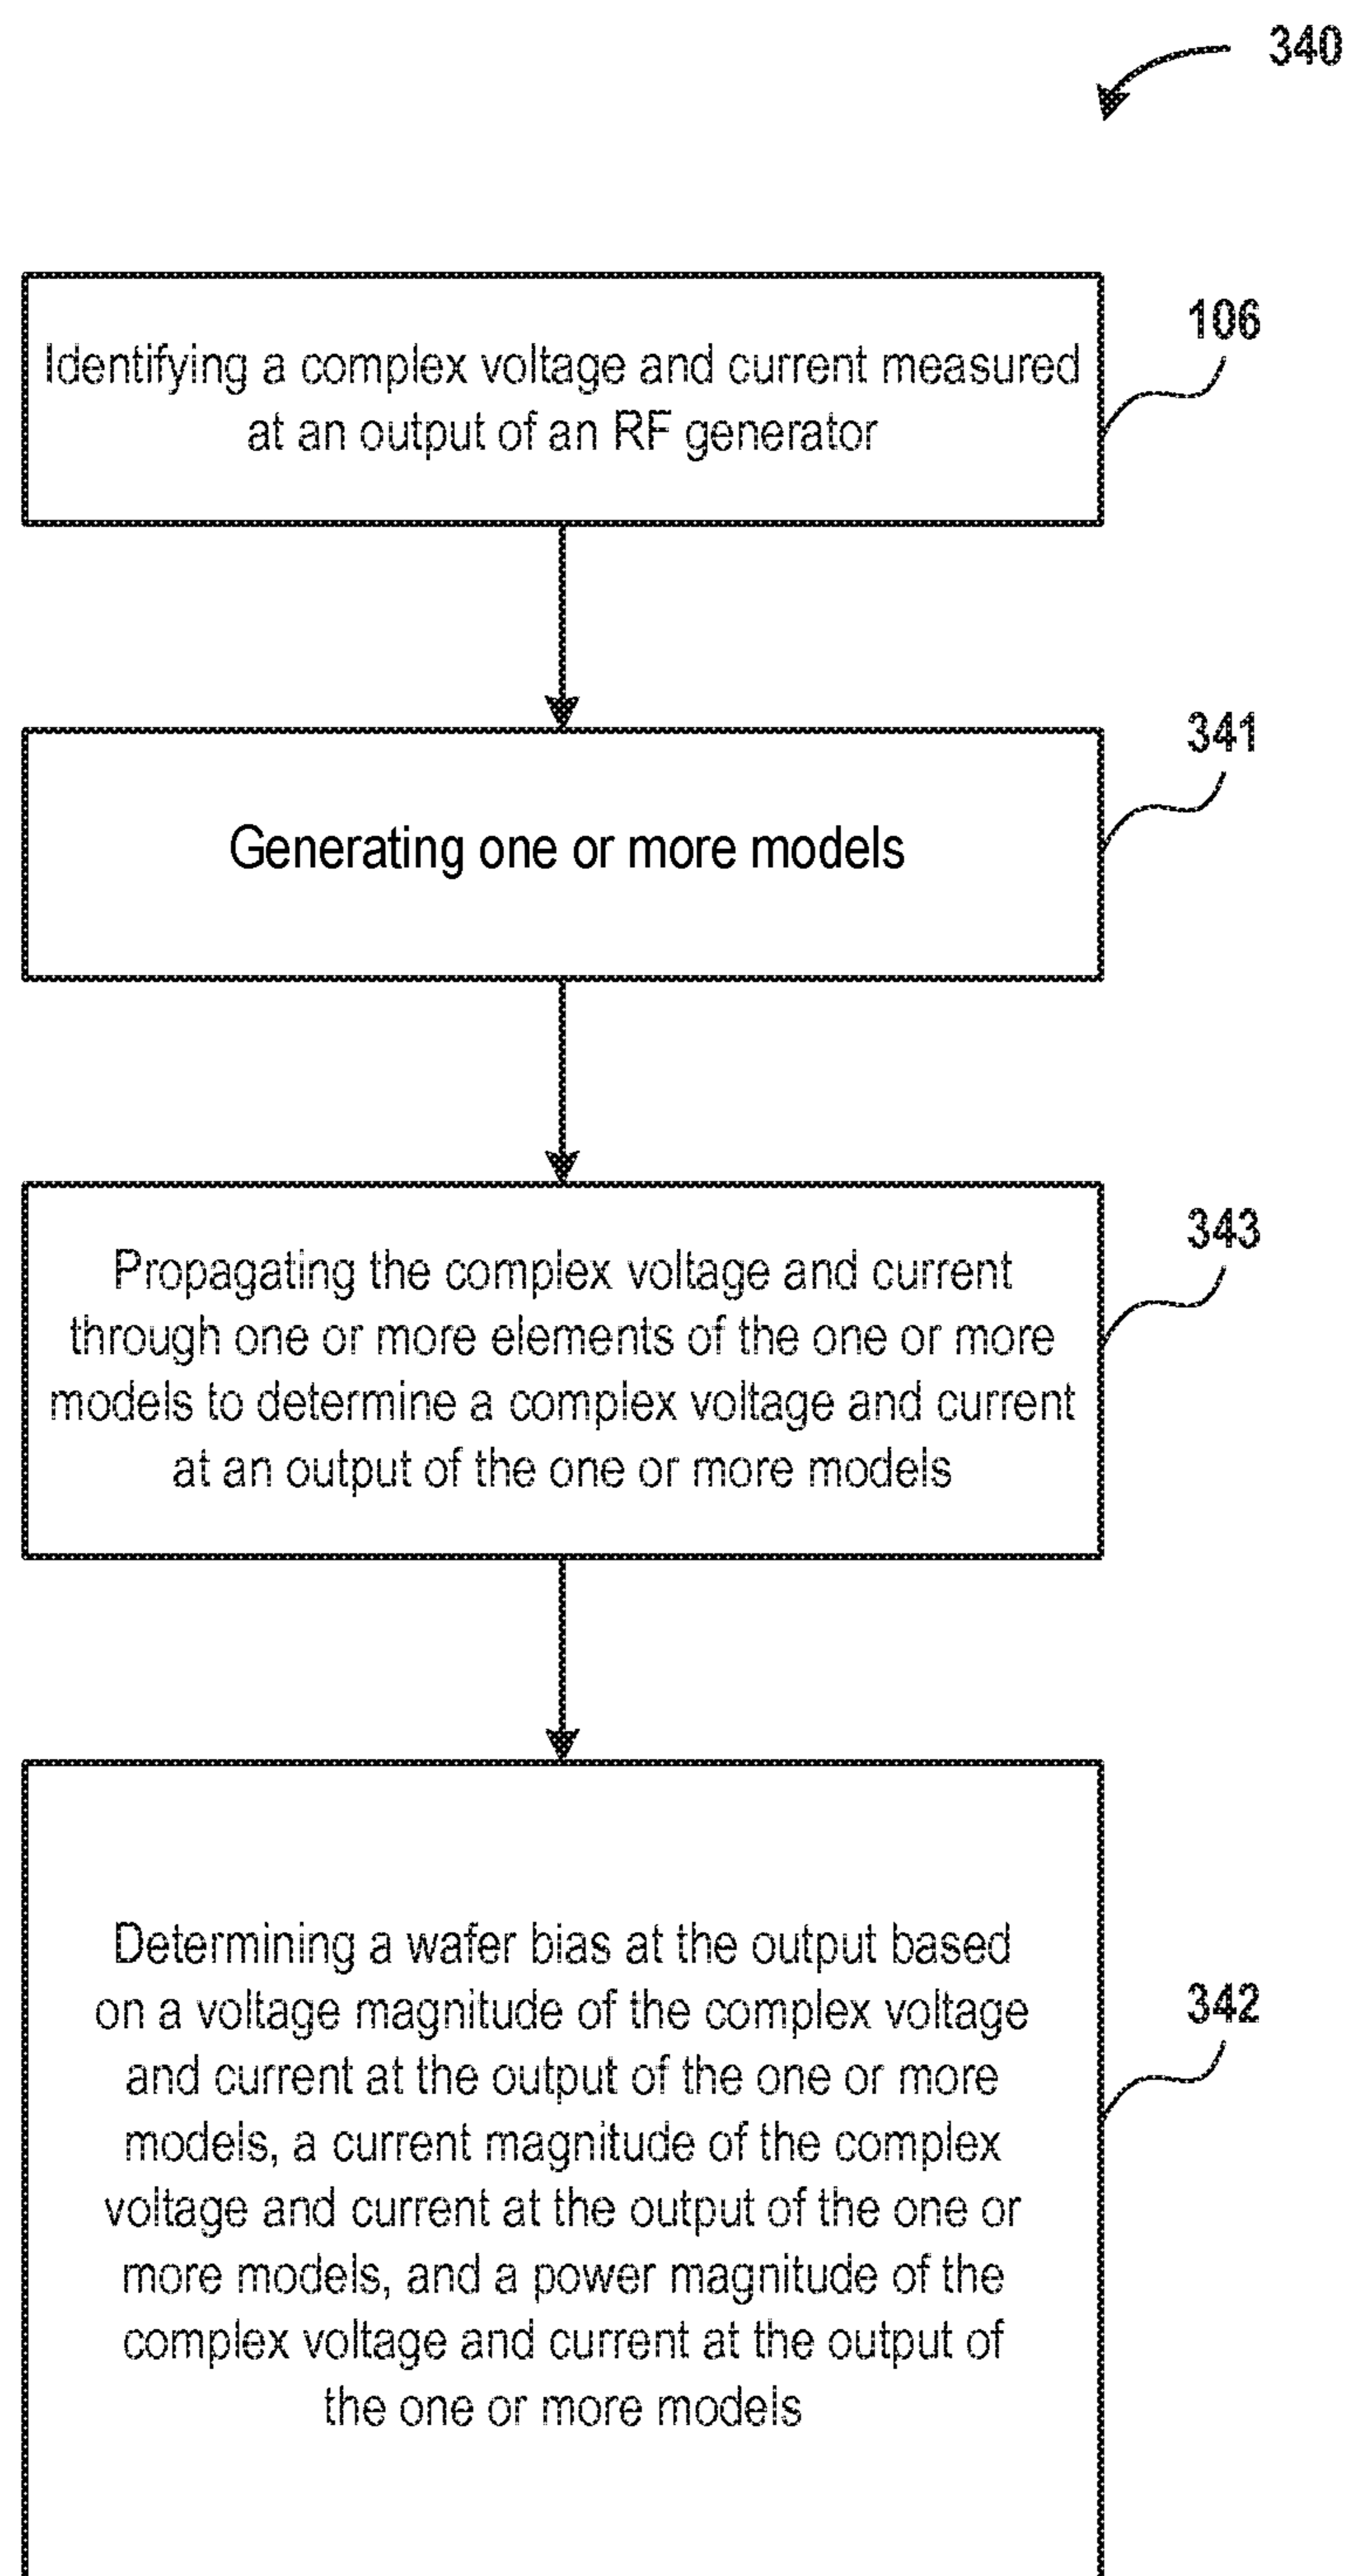 340
106
Identifying a complex voltage and current measured
at an output of an RF generator
341
Generating one or more models
343
Propagating the complex voltage and current
through one or more elements of the one or more
models to determine a complex voltage and current
at an output of the one or more models
342
Determining a wafer bias at the output based
on a voltage magnitude of the complex voltage
and current at the output of the one or more
models, a current magnitude of the complex
voltage and current at the output of the one or
more models, and a power magnitude of the
complex voltage and current at the output of
the one or more models